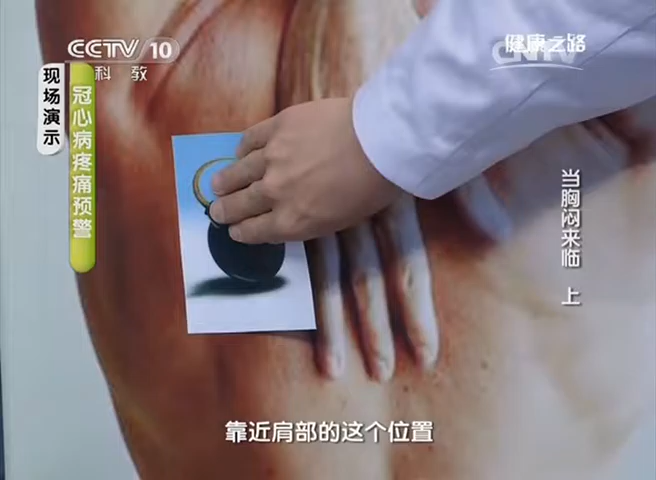 CCTV 10
科教
健康之路
CNTV
现场演示
冠心病疼痛预警
当胸闷来临 上
靠近肩部的这个位置